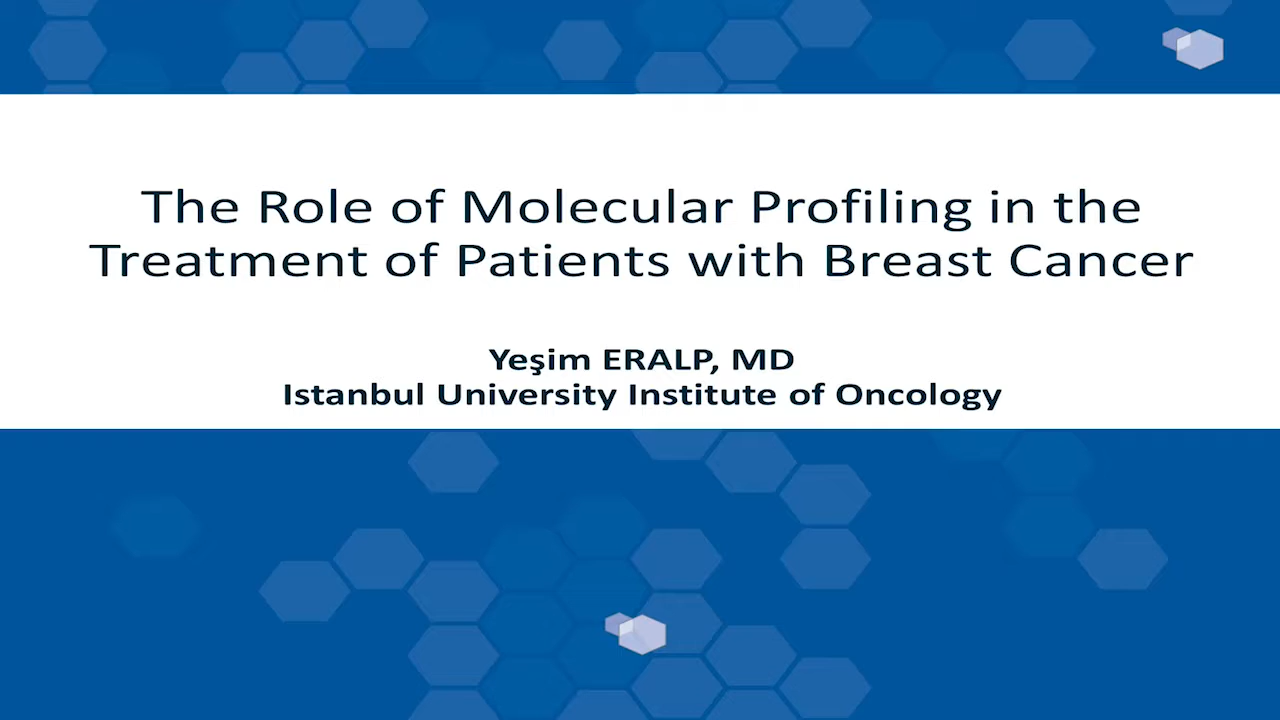 The Role of Molecular Profiling in the
Treatment of Patients with Breast Cancer
Yeşim ERALP, MD
Istanbul University Institute of Oncology